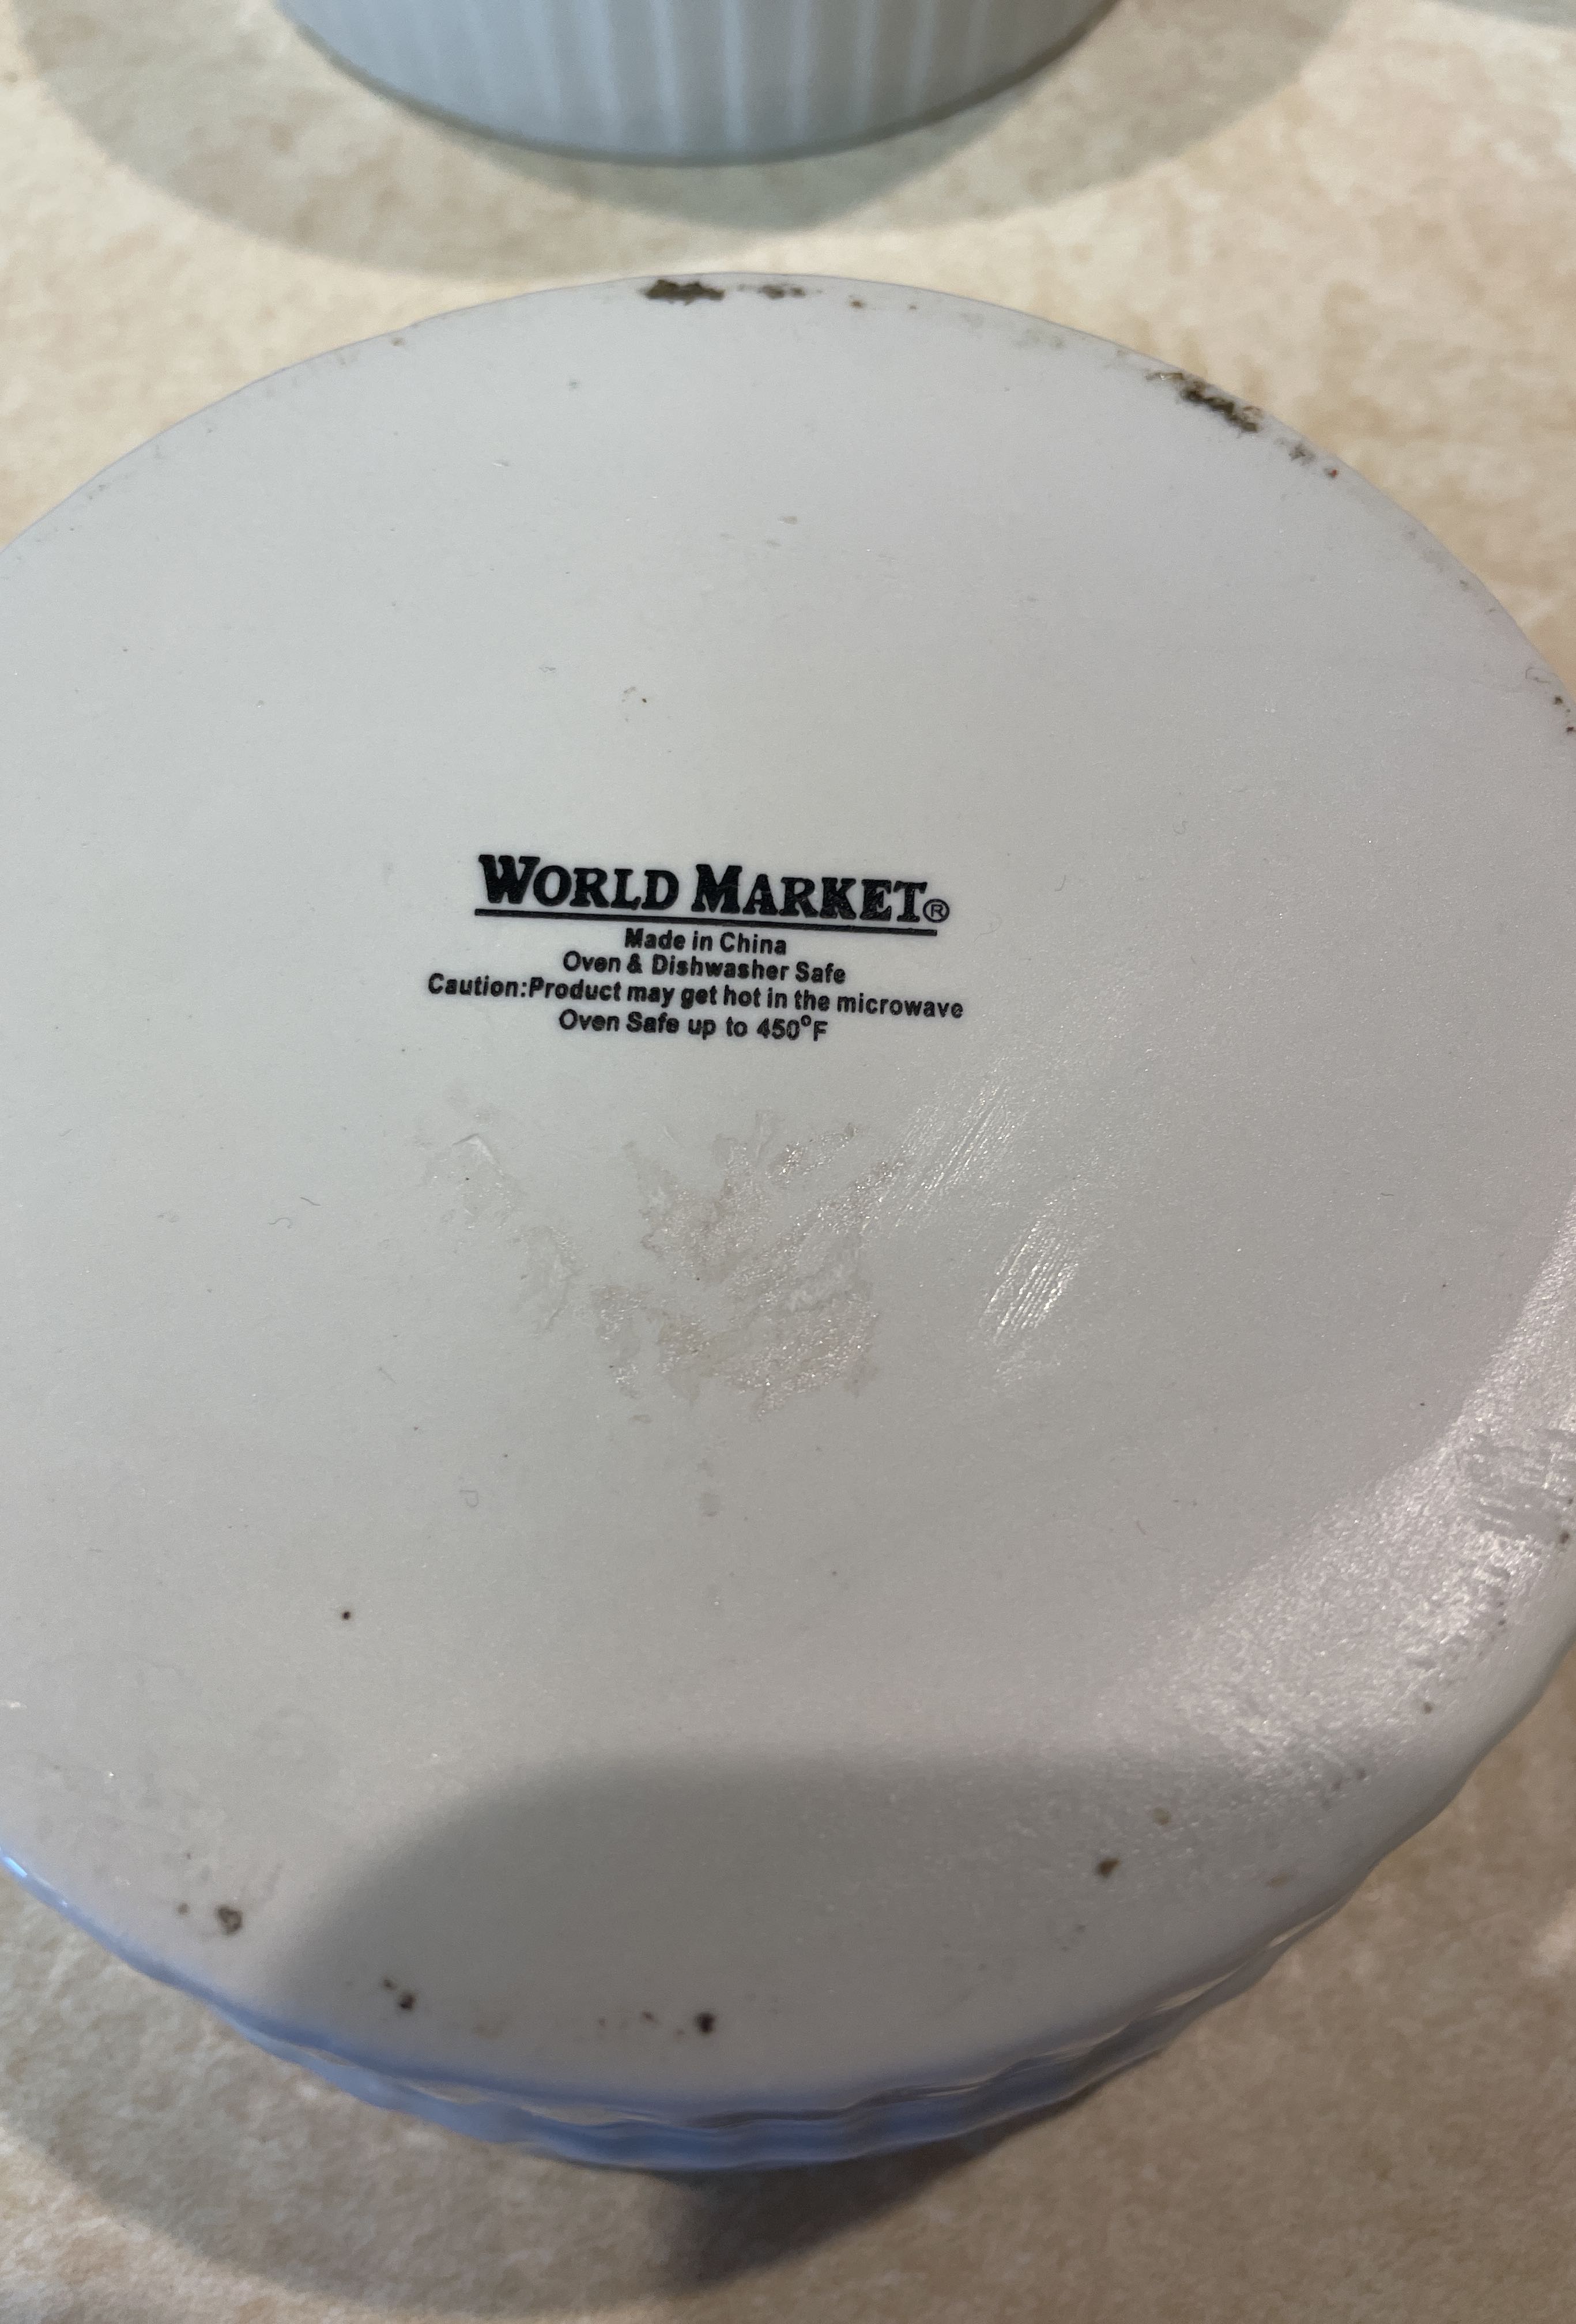 WORLD MARKET®
Made in China
Oven & Dishwasher Safe
Caution:Product may get hot in the microwave
Oven Safe up to 450°F